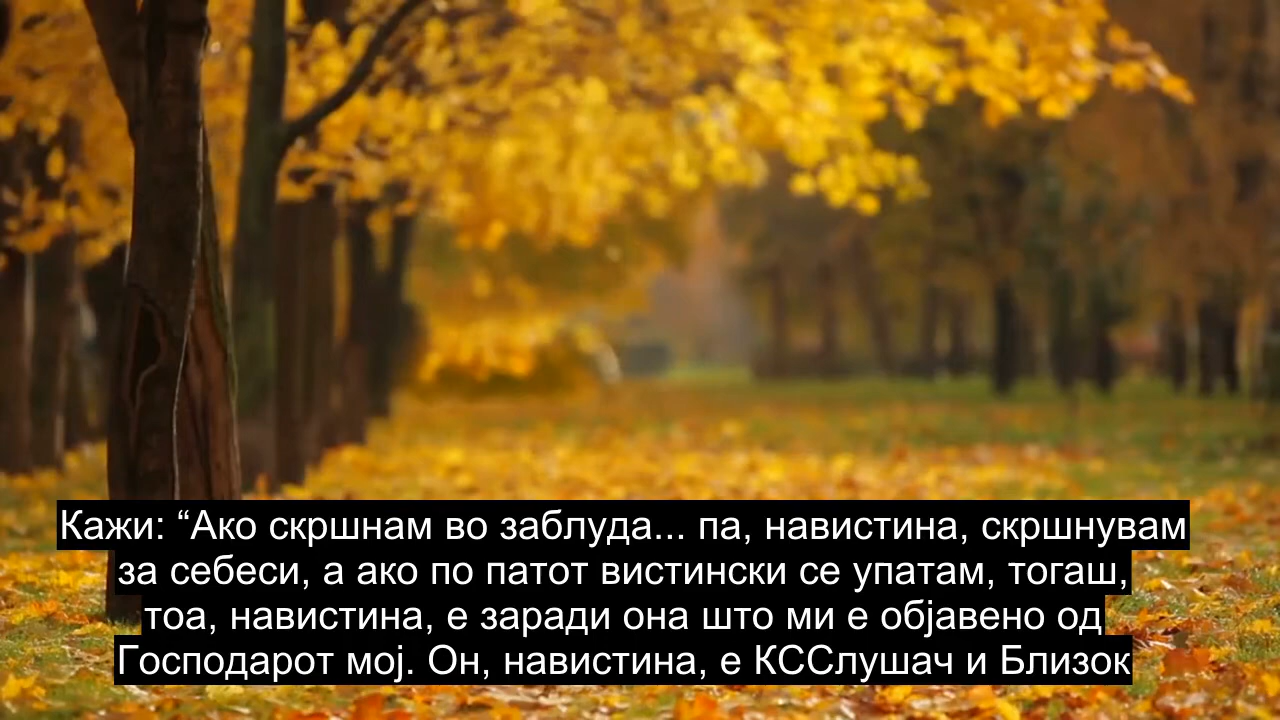 Кажи: “Ако скршнам во заблуда... па, навистина, скршнувам
за себеси, а ако по патот вистински се упатам, тогаш,
тоа, навистина, е заради она што ми е објавено од
Господарот мој. Он, навистина, е КССлушач и Близок